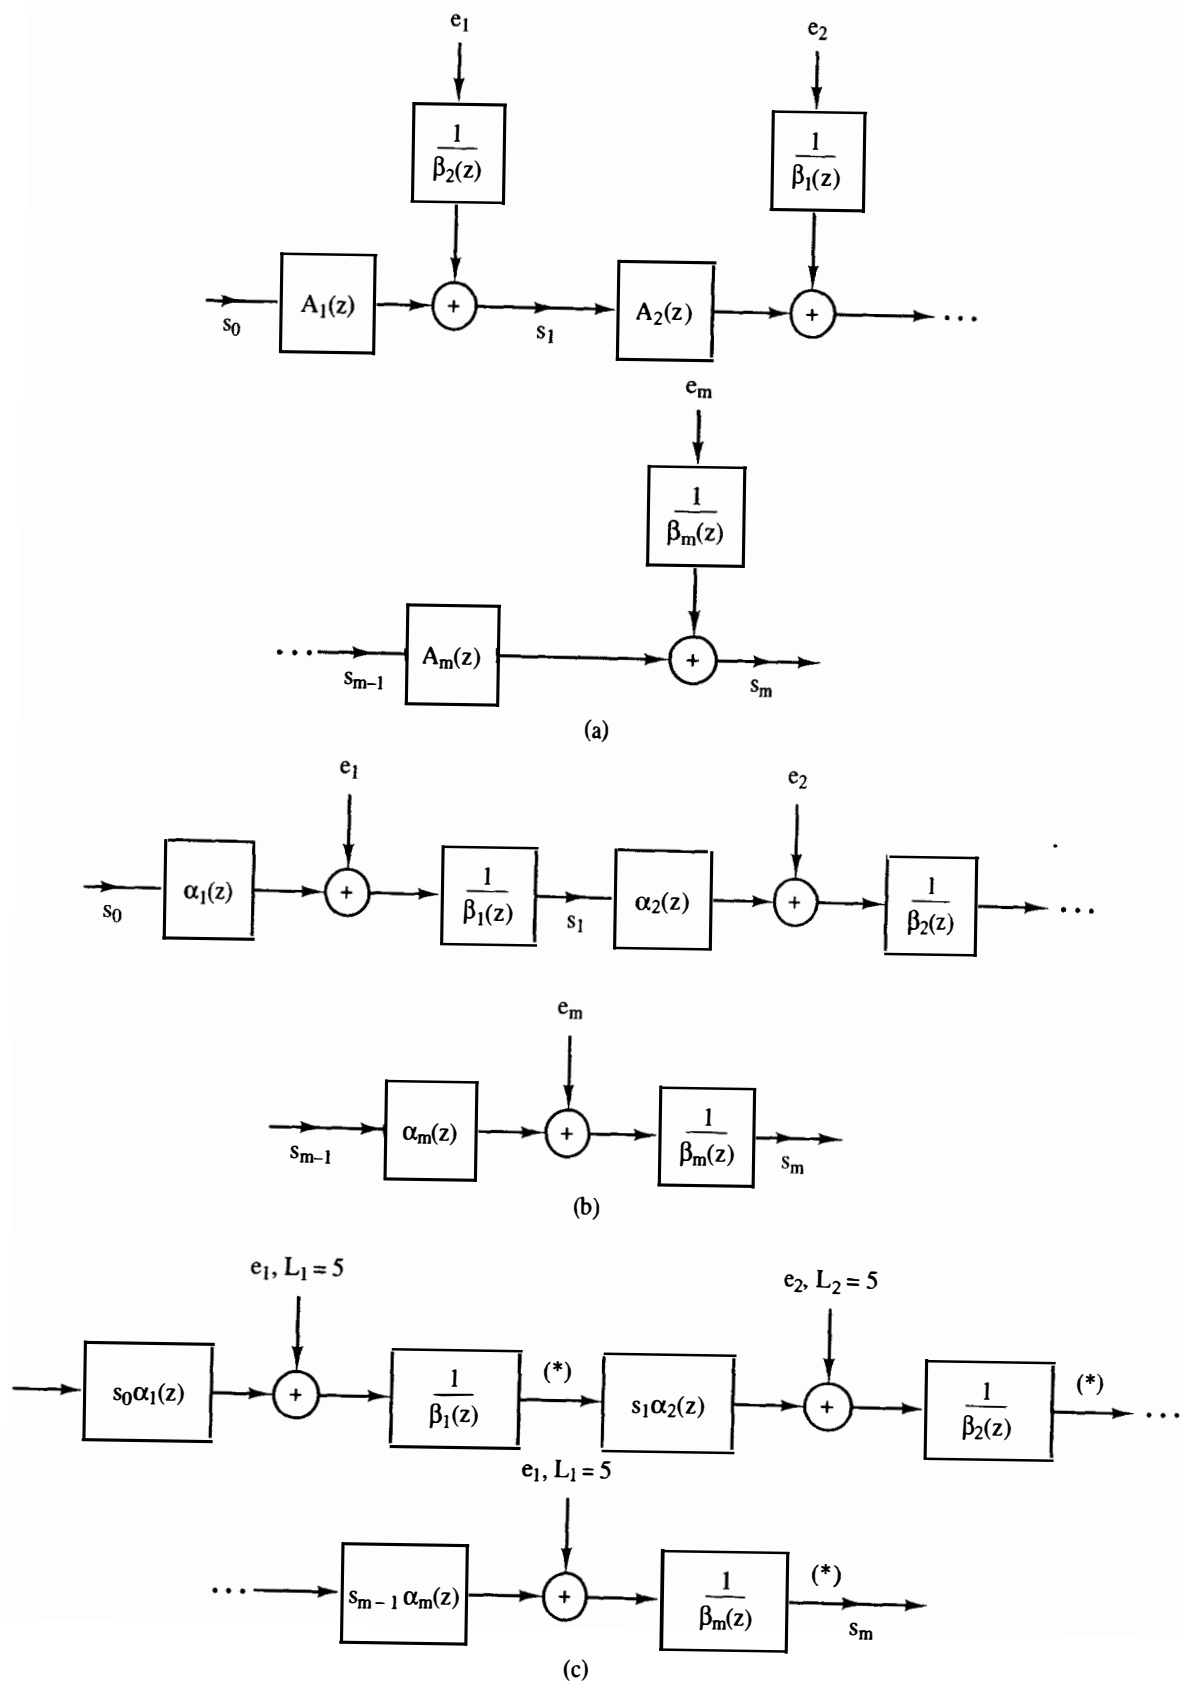 e₁
e₂
1
β₂(z)
1
β₁(z)
A₁(z)
+
A₂(z)
+
...
s₀
s₁
eₘ
1
βₘ(z)
...
Aₘ(z)
+
sₘ₋₁
sₘ
(a)
e₁
e₂
α₁(z)
+
1
β₁(z)
α₂(z)
+
1
β₂(z)
...
s₀
s₁
eₘ
αₘ(z)
+
1
βₘ(z)
sₘ₋₁
sₘ
(b)
e₁, L₁ = 5
e₂, L₂ = 5
s₀α₁(z)
+
1
β₁(z)
(*)
s₁α₂(z)
+
1
β₂(z)
(*)
...
e₁, L₁ = 5
...
sₘ₋₁ αₘ(z)
+
1
βₘ(z)
(*)
sₘ
(c)